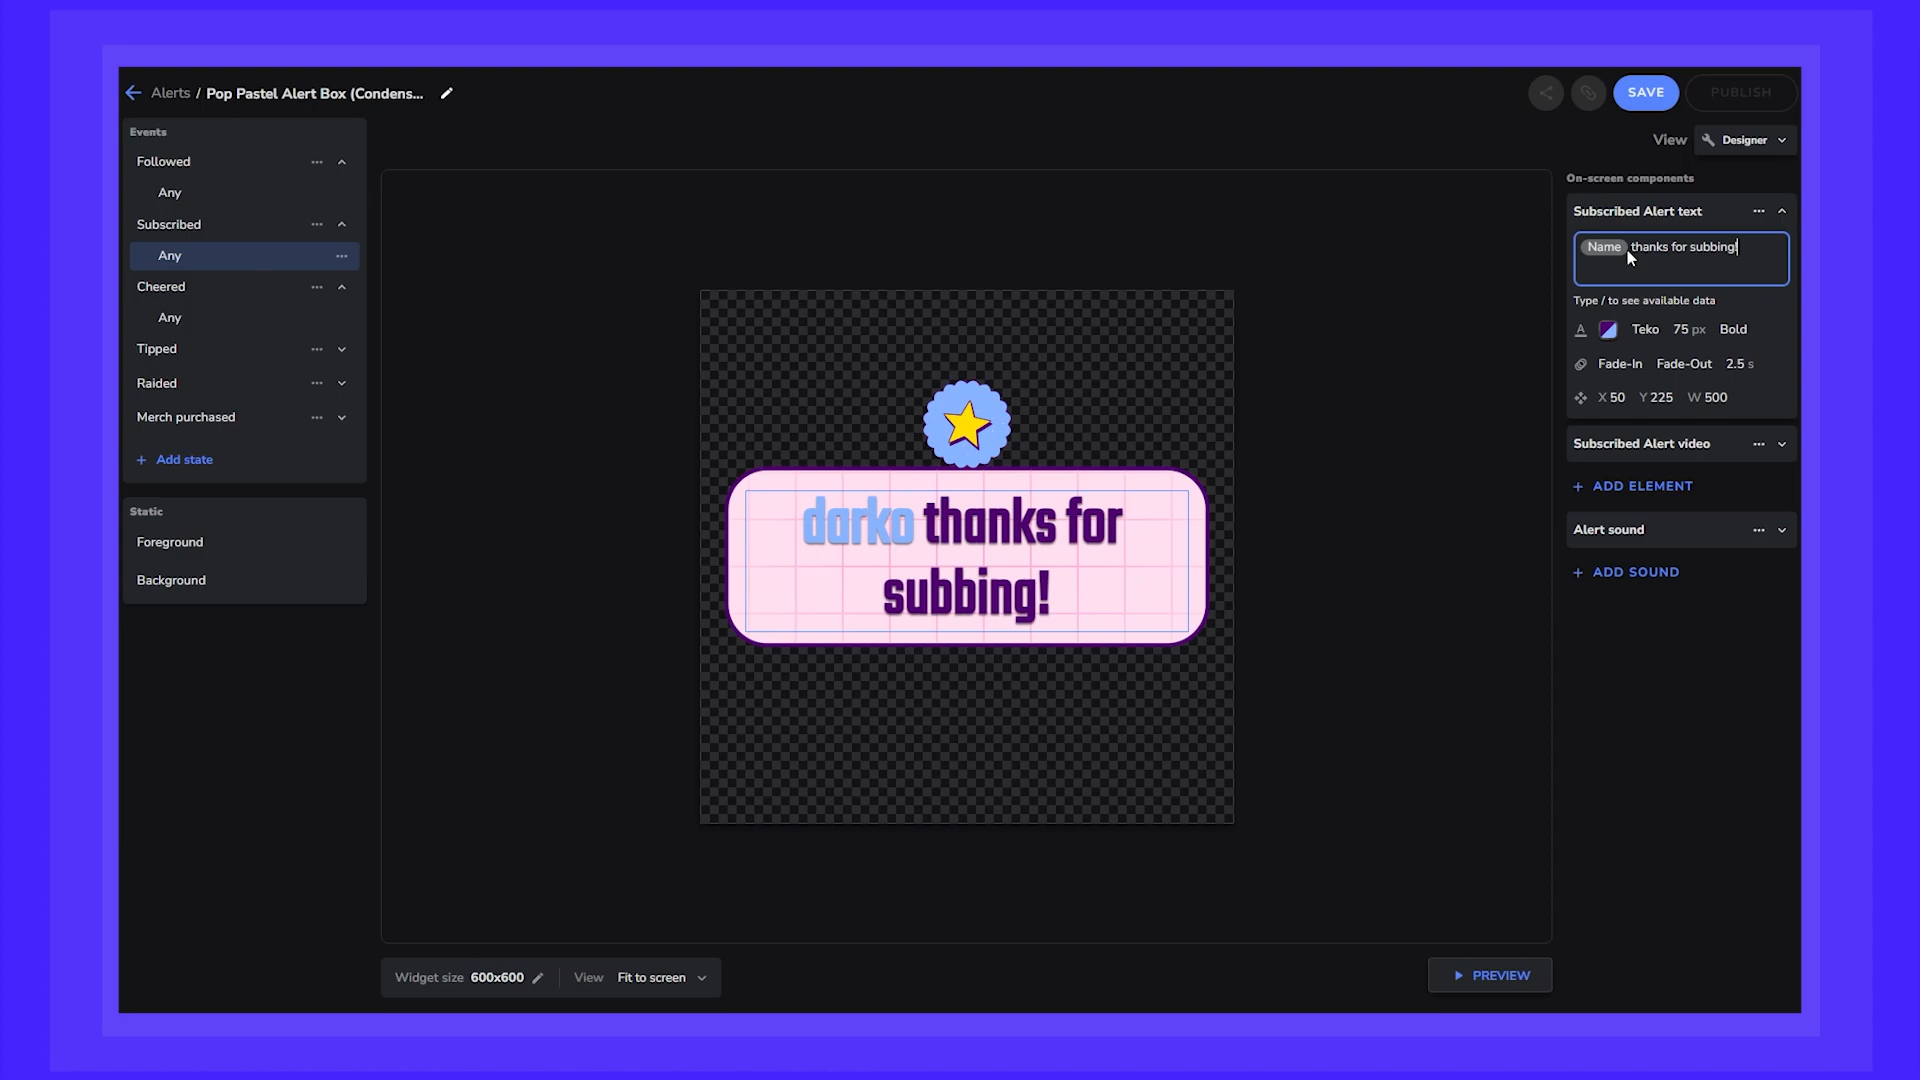 Alerts / Pop Pastel Alert Box (Condens...
SAVE
PUBLISH
View Designer
Events
Followed
Any
Subscribed
Any
Cheered
Any
Tipped
Raided
Merch purchased
+ Add state
Static
Foreground
Background
darko thanks for
subbing!
On-screen components
Subscribed Alert text
Name thanks for subbing!
Type / to see available data
A Teko 75 px Bold
Fade-In Fade-Out 2.5 s
X 50 Y 225 W 500
Subscribed Alert video
+ ADD ELEMENT
Alert sound
+ ADD SOUND
Widget size 600x600 View Fit to screen
PREVIEW